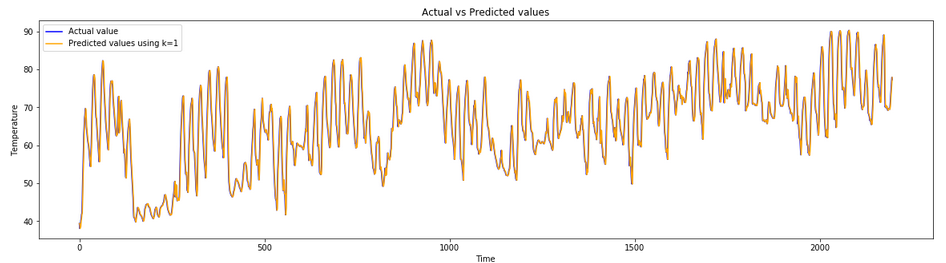 Actual vs Predicted values
Actual value
Predicted values using k=1
Temperature
90
80
70
60
50
40
0 500 1000 1500 2000
Time